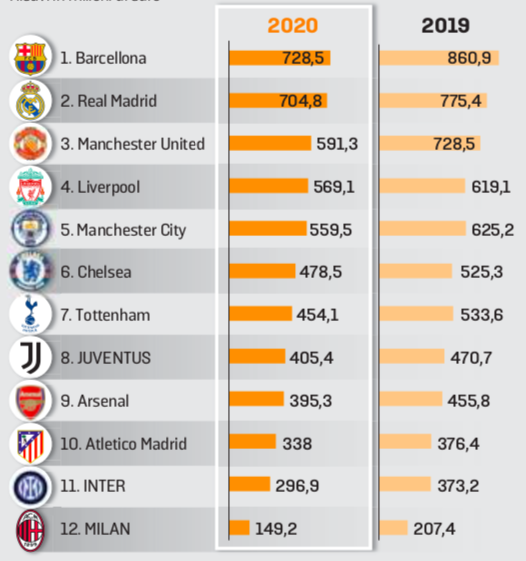 2020 2019
1. Barcellona 728,5 860,9
2. Real Madrid 704,8 775,4
3. Manchester United 591,3 728,5
4. Liverpool 569,1 619,1
5. Manchester City 559,5 625,2
6. Chelsea 478,5 525,3
7. Tottenham 454,1 533,6
8. JUVENTUS 405,4 470,7
9. Arsenal 395,3 455,8
10. Atletico Madrid 338 376,4
11. INTER 296,9 373,2
12. MILAN 149,2 207,4